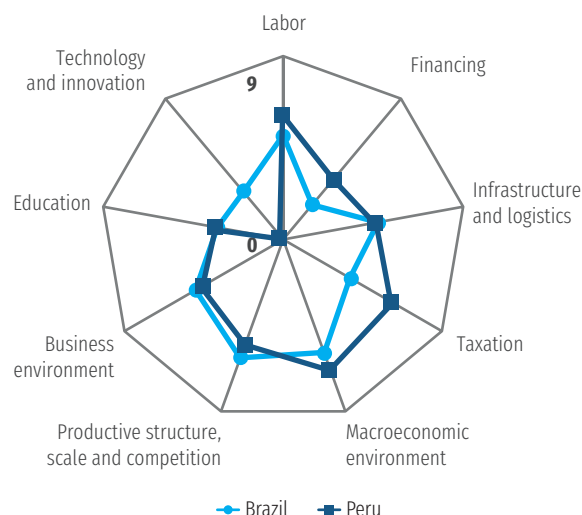 Labor
Technology
and innovation
9
Financing
Education
Infrastructure
and logistics
0
Business
environment
Taxation
Productive structure,
scale and competition
Macroeconomic
environment
Brazil
Peru